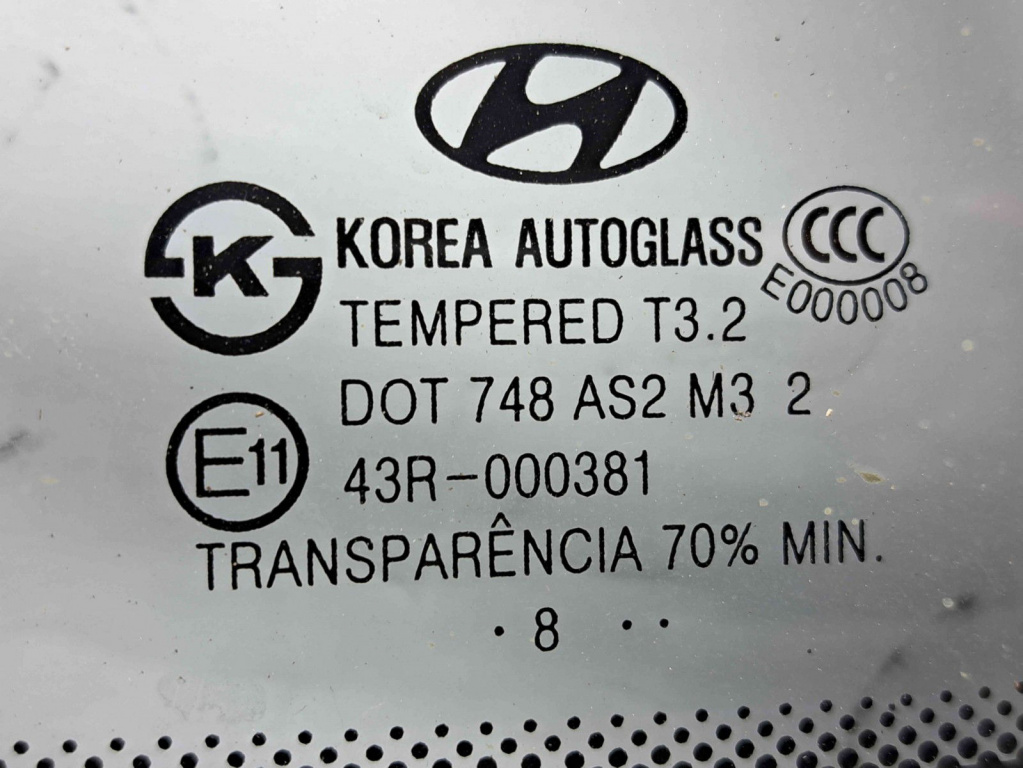 K KOREA AUTOGLASS CCC
E000008
TEMPERED T3.2
DOT 748 AS2 M3 2
E11 43R-000381
TRANSPARÊNCIA 70% MIN.
. 8 ..